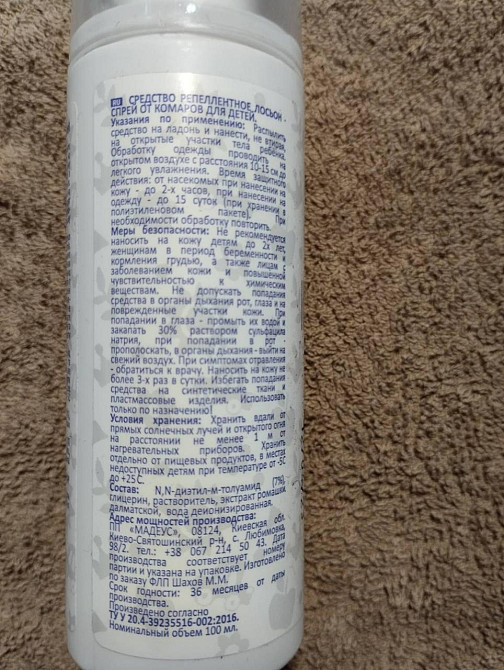 RU СРЕДСТВО РЕПЕЛЛЕНТНОЕ ЛОСЬОН -
СПРЕЙ ОТ КОМАРОВ ДЛЯ ДЕТЕЙ.
Указания по применению: Распылить
средство на ладонь и нанести, не втирая,
на открытые участки тела ребенка.
Обработку одежды проводить на
открытом воздухе с расстояния 10-15 см до
легкого увлажнения. Время защитного
действия: от насекомых при нанесении на
кожу - до 2-х часов, при нанесении на
одежду - до 15 суток (при хранении в
полиэтиленовом пакете). При
необходимости обработку повторить.
Меры безопасности: Не рекомендуется
наносить на кожу детям до 2х лет,
женщинам в период беременности и
кормления грудью, а также лицам с
заболеванием кожи и повышенной
чувствительностью к химическим
веществам. Не допускать попадания
средства в органы дыхания рот, глаза и на
поврежденные участки кожи. При
попадании в глаза - промыть их водой и
закапать 30% раствором сульфацила
натрия, при попадании в рот -
прополоскать, в органы дыхания - выйти на
свежий воздух. При симптомах отравления
- обратиться к врачу. Наносить на кожу не
более 3-х раз в сутки. Избегать попадания
средства на синтетические ткани и
пластмассовые изделия. Использовать
только по назначению!
Условия хранения: Хранить вдали от
прямых солнечных лучей и открытого огня
на расстоянии не менее 1 м от
нагревательных приборов. Хранить
отдельно от пищевых продуктов, в местах
недоступных детям при температуре от -5С
до +25С.
Состав: N,N-диэтил-м-толуамид (7%),
глицерин, растворитель, экстракт ромашки
далматской, вода деионизированная.
Адрес мощностей производства:
ПП «МАДЕУС», 08124, Киевская обл.
Киево-Святошинский р-н, с. Любимовка,
98/2. тел.: +38 067 214 50 43. Дата
производства соответствует номеру
партии и указана на упаковке. Изготовлено
по заказу ФЛП Шахов М.М.
Срок годности: 36 месяцев от даты
производства.
Произведено согласно
ТУ У 20.4-39235516-002:2016.
Номинальный объем 100 мл.